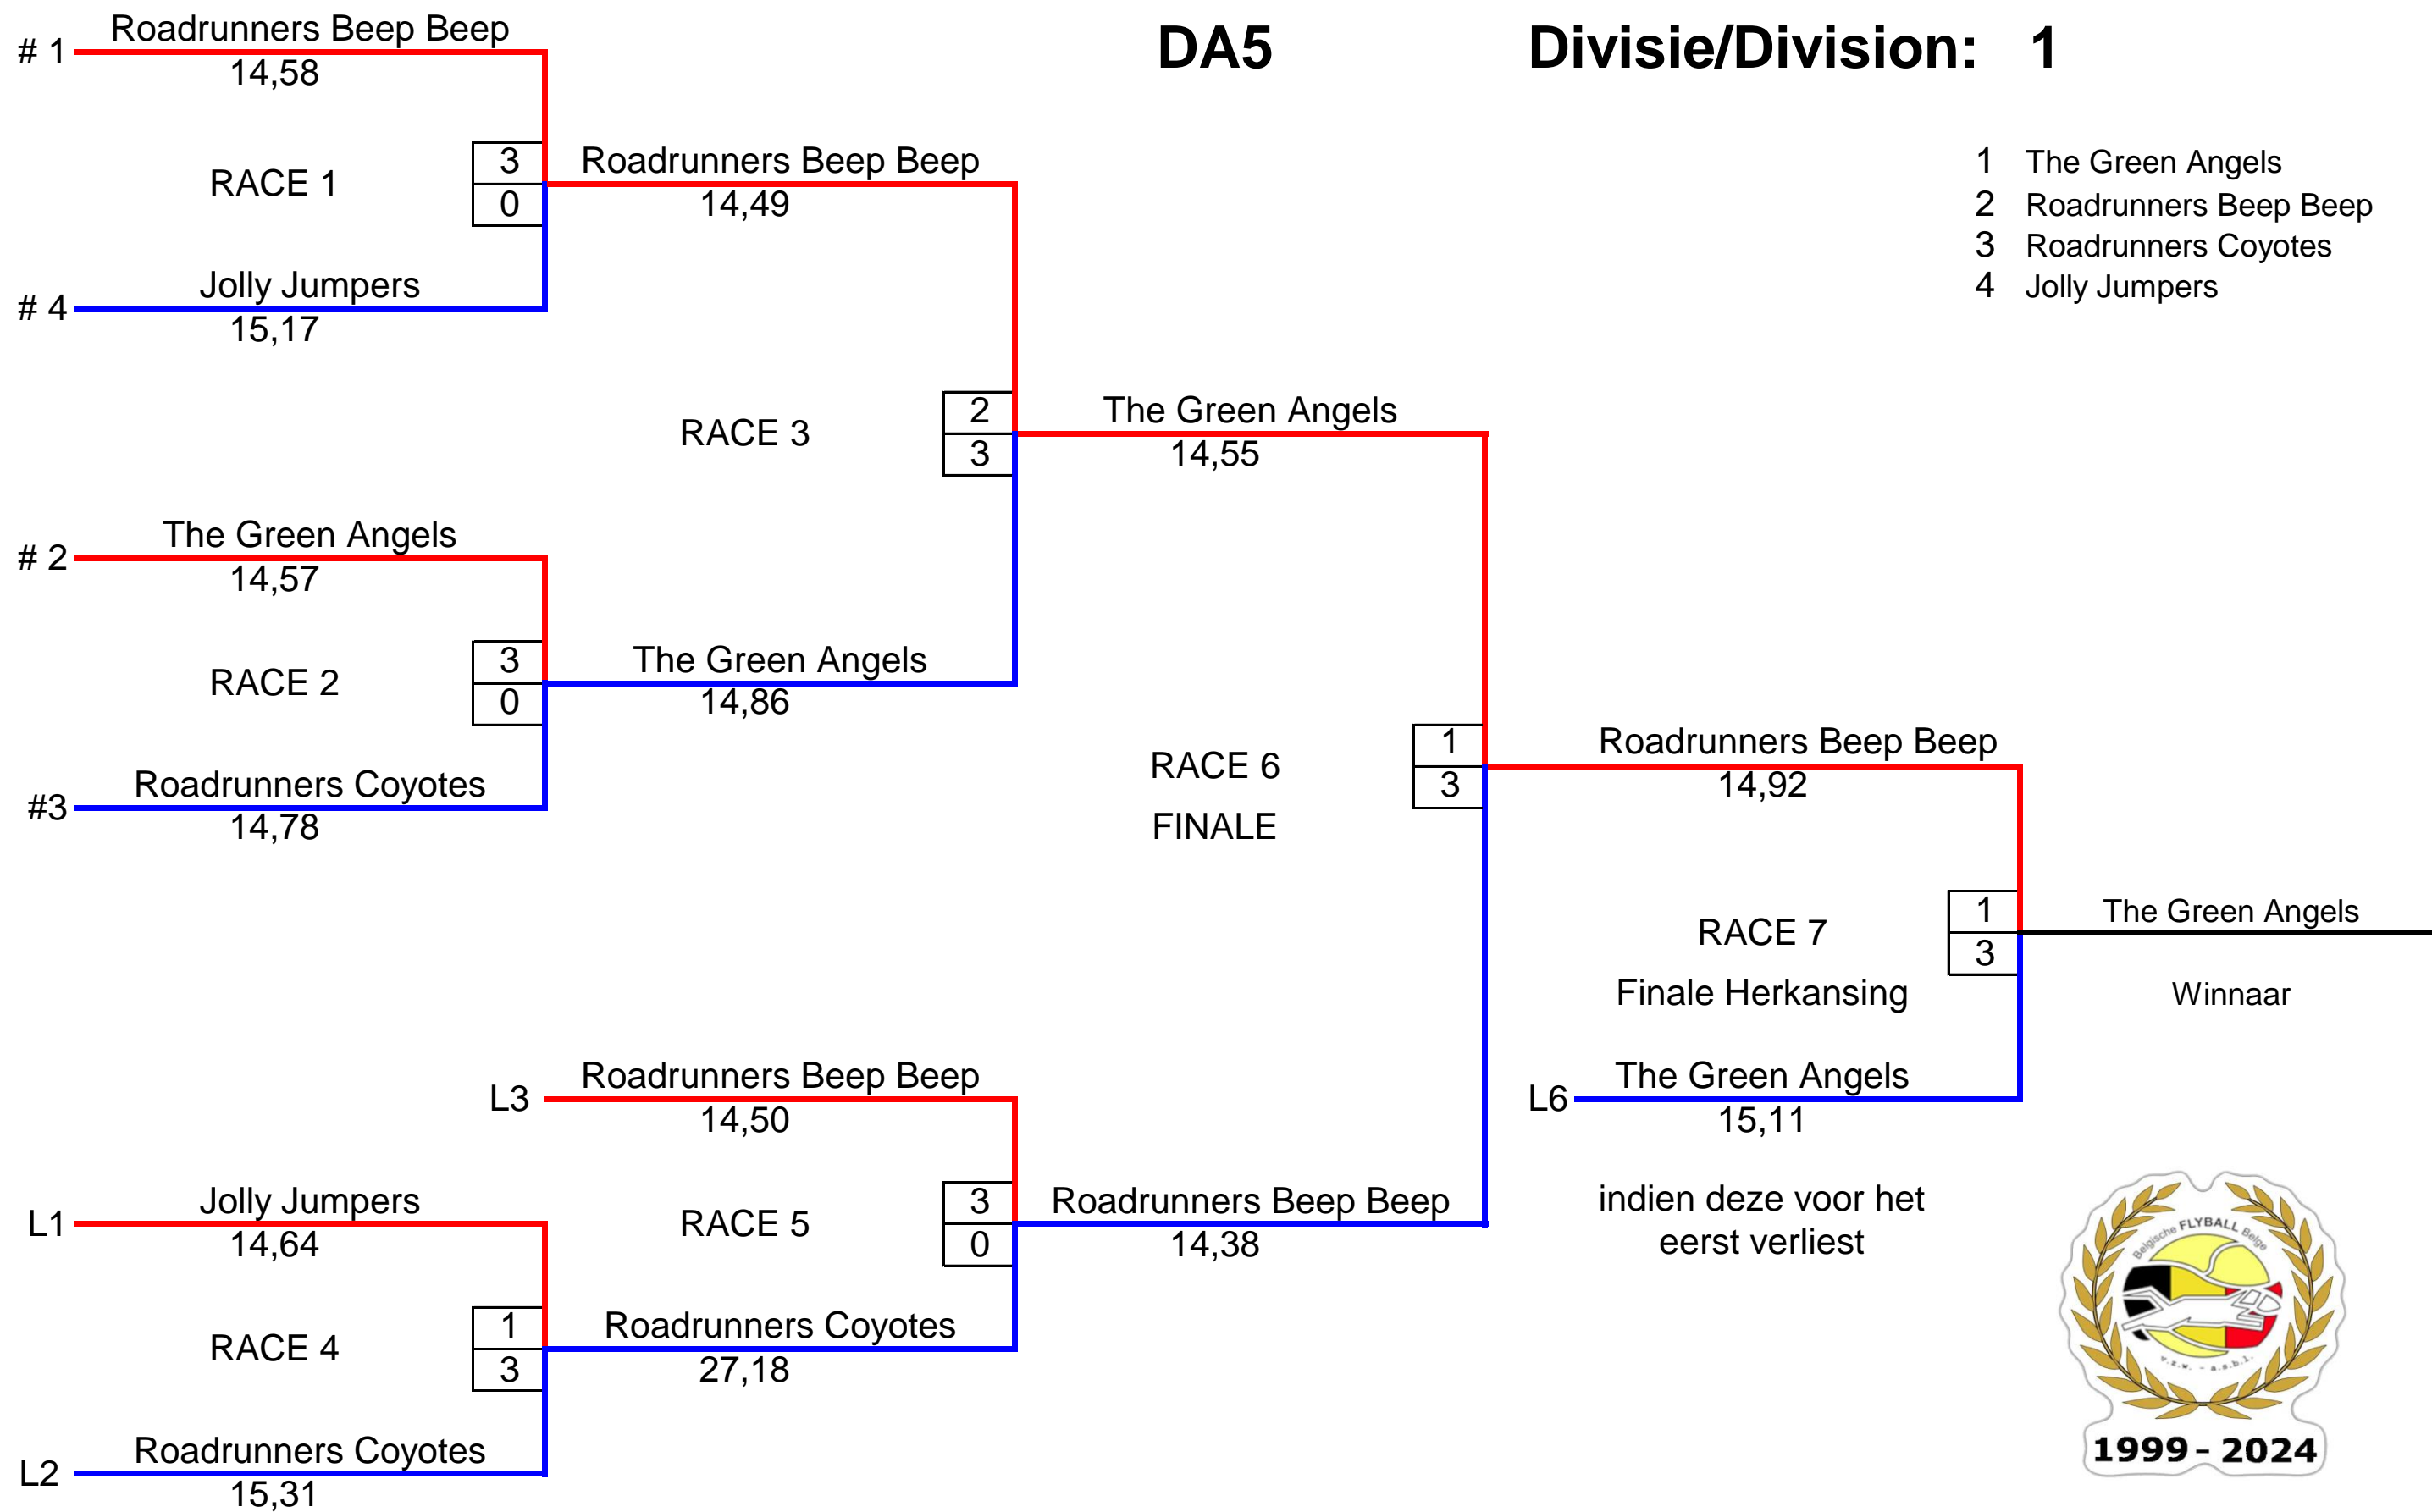 DA5 Divisie/Division: 1
# 1 Roadrunners Beep Beep
14,58
RACE 1 3
0
# 4 Jolly Jumpers
15,17
Roadrunners Beep Beep
14,49
1 The Green Angels
2 Roadrunners Beep Beep
3 Roadrunners Coyotes
4 Jolly Jumpers
RACE 3 2
3
The Green Angels
14,55
# 2 The Green Angels
14,57
RACE 2 3
0
#3 Roadrunners Coyotes
14,78
The Green Angels
14,86
RACE 6 1
3
FINALE
Roadrunners Beep Beep
14,92
RACE 7 1
3
Finale Herkansing
The Green Angels
Winnaar
L6 The Green Angels
15,11
indien deze voor het
eerst verliest
L3 Roadrunners Beep Beep
14,50
RACE 5 3
0
Roadrunners Beep Beep
14,38
L1 Jolly Jumpers
14,64
RACE 4 1
3
Roadrunners Coyotes
27,18
L2 Roadrunners Coyotes
15,31
Belgische FLYBALL Belge
v.z.w. - a.s.b.l.
1999 - 2024